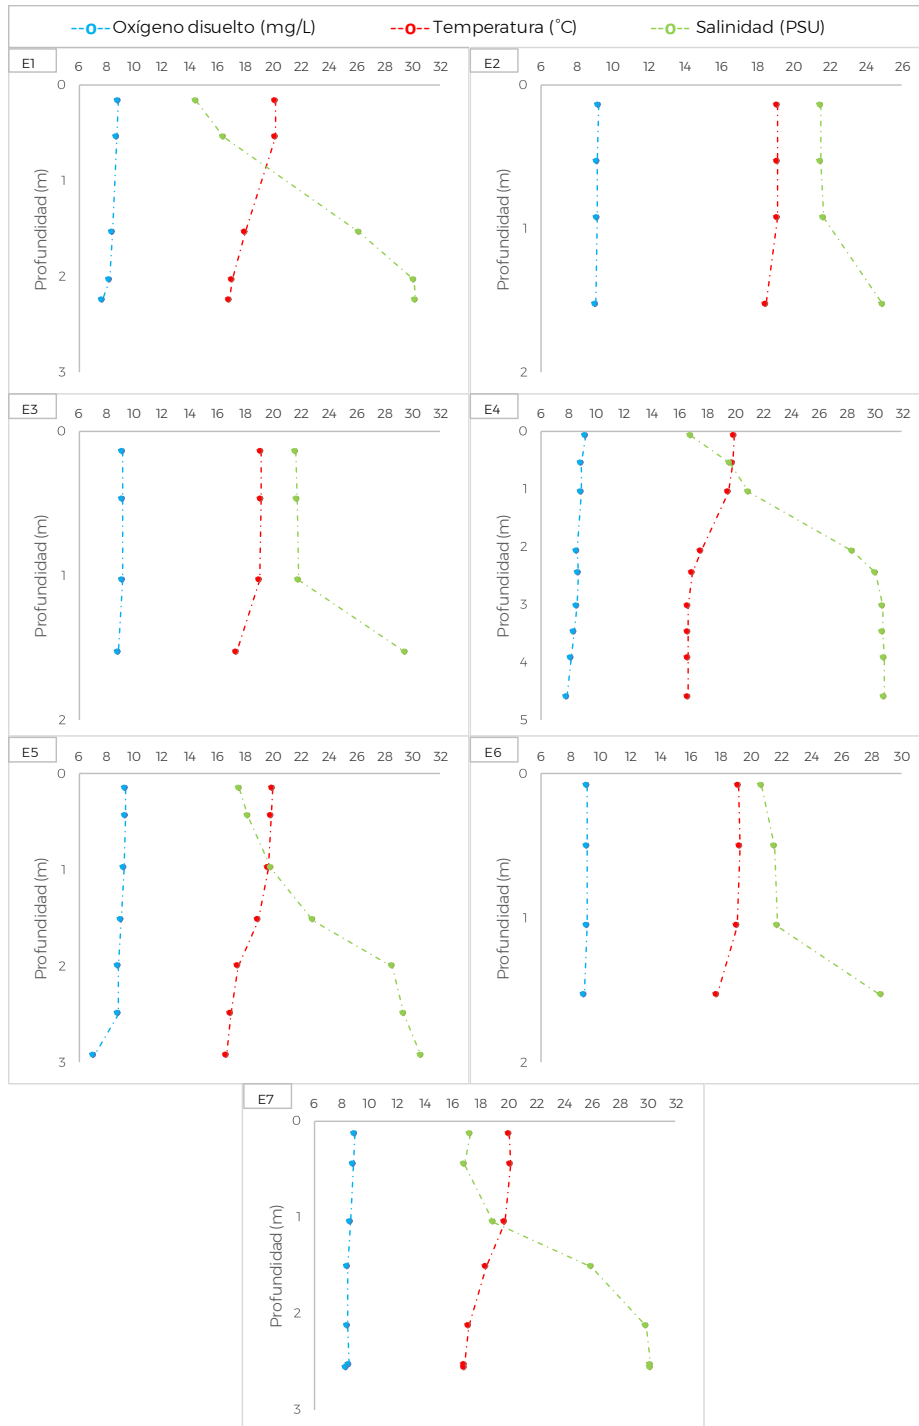 Oxígeno disuelto (mg/L) Temperatura (°C) Salinidad (PSU)
E1 6 8 10 12 14 16 18 20 22 24 26 28 30 32
0
1
2
3
Profundidad (m)
E2 6 8 10 12 14 16 18 20 22 24 26
0
1
2
Profundidad (m)
E3 6 8 10 12 14 16 18 20 22 24 26 28 30 32
0
1
2
Profundidad (m)
E4 6 8 10 12 14 16 18 20 22 24 26 28 30 32
0
1
2
3
4
5
Profundidad (m)
E5 6 8 10 12 14 16 18 20 22 24 26 28 30 32
0
1
2
3
Profundidad (m)
E6 6 8 10 12 14 16 18 20 22 24 26 28 30
0
1
2
Profundidad (m)
E7 6 8 10 12 14 16 18 20 22 24 26 28 30 32
0
1
2
3
Profundidad (m)